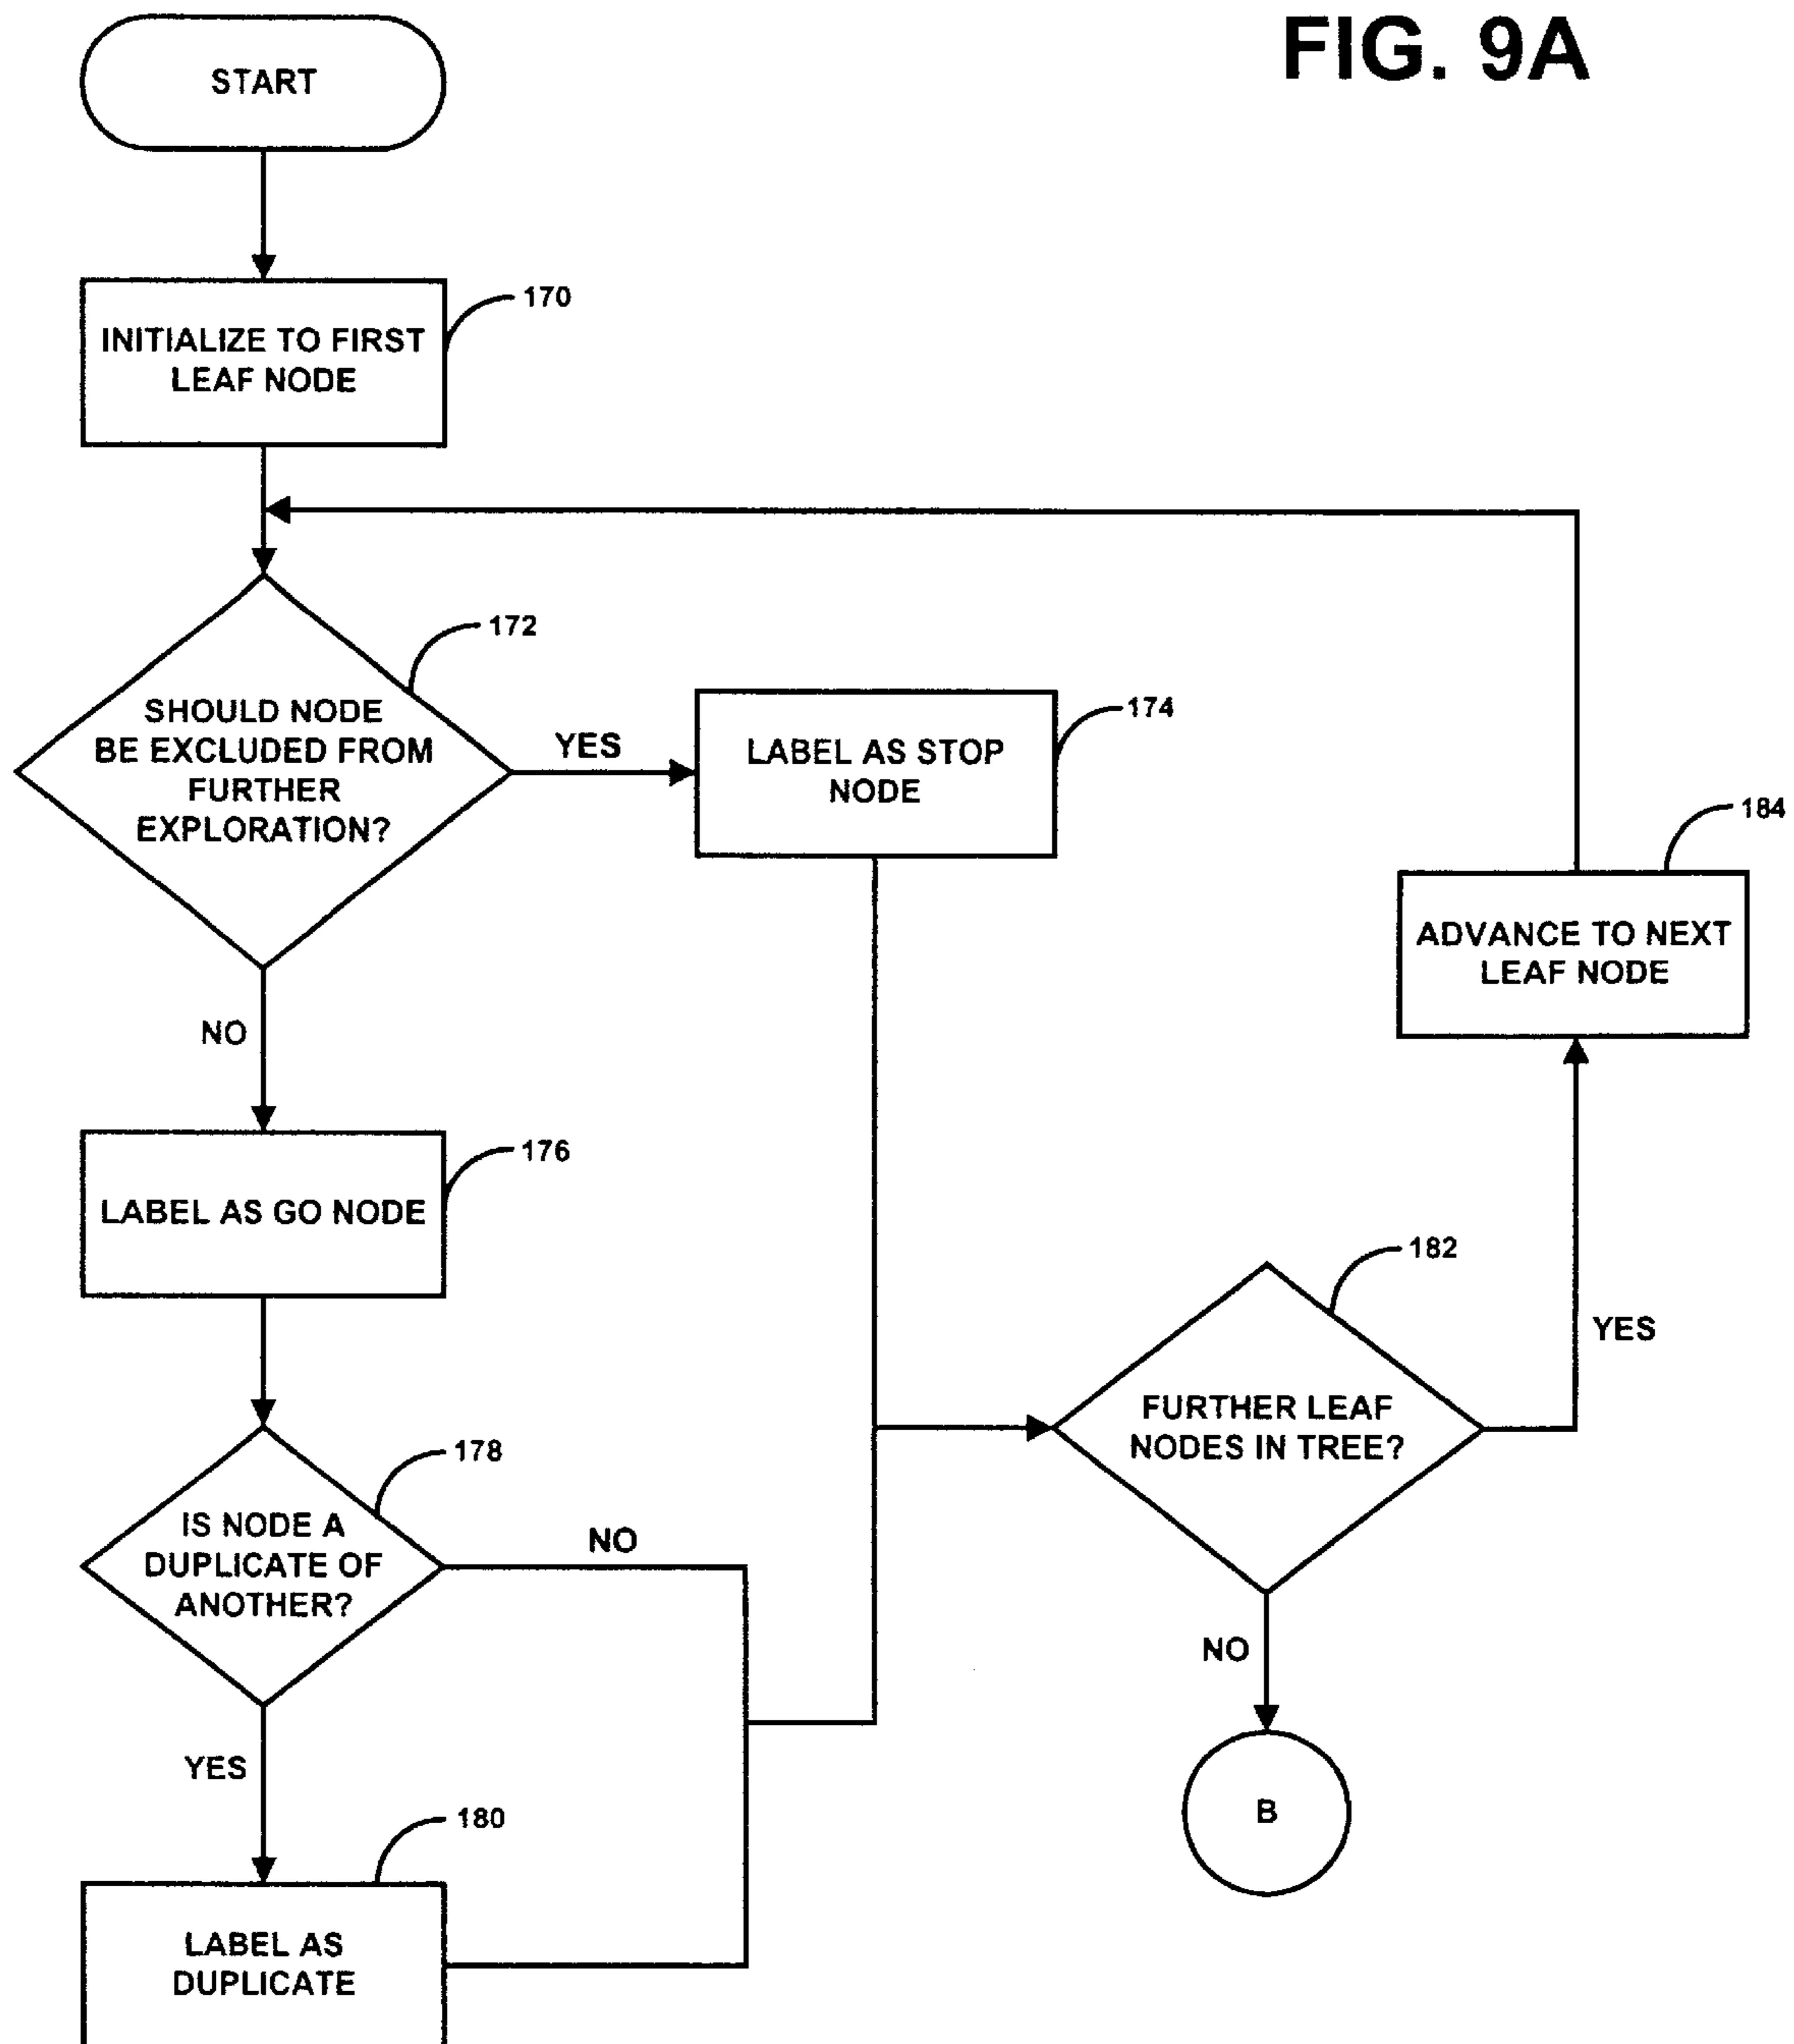 FIG. 9A
START
170
INITIALIZE TO FIRST
LEAF NODE
172
SHOULD NODE
BE EXCLUDED FROM
FURTHER
EXPLORATION?
YES
174
LABEL AS STOP
NODE
184
ADVANCE TO NEXT
LEAF NODE
NO
176
LABEL AS GO NODE
182
YES
FURTHER LEAF
NODES IN TREE?
178
IS NODE A
DUPLICATE OF
ANOTHER?
NO
NO
YES
B
180
LABEL AS
DUPLICATE